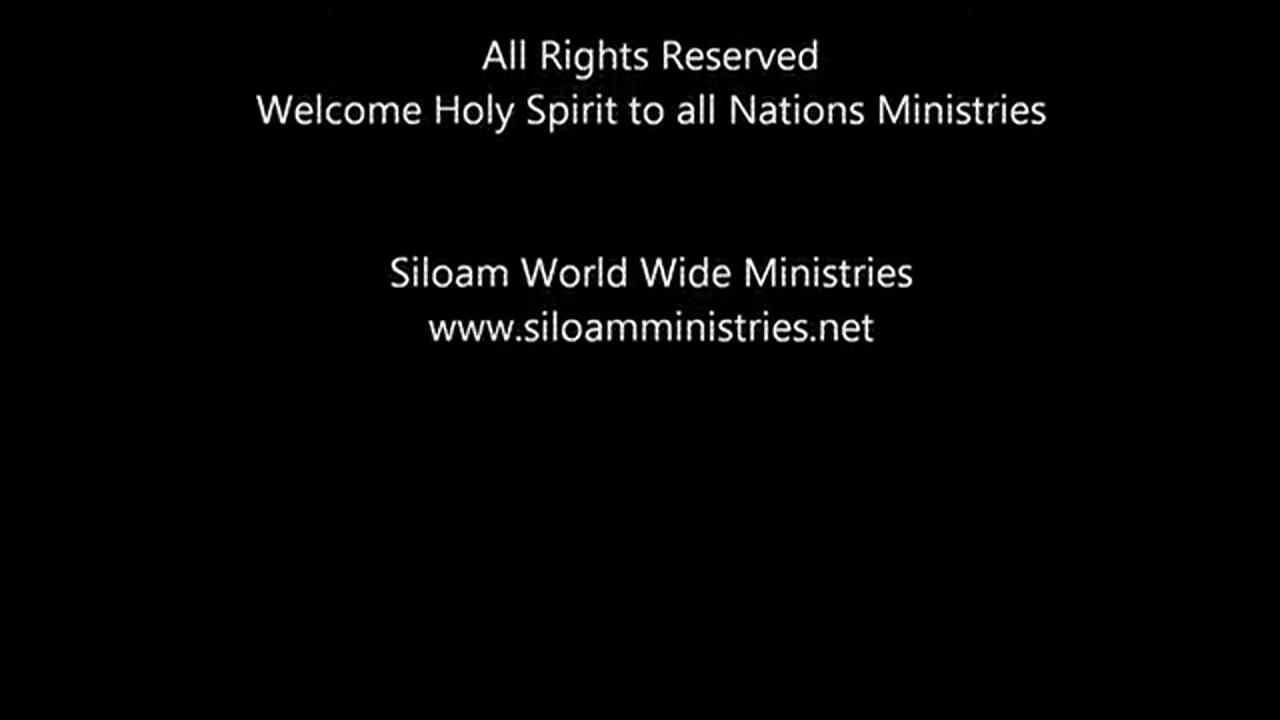 All Rights Reserved
Welcome Holy Spirit to all Nations Ministries
Siloam World Wide Ministries
www.siloamministries.net